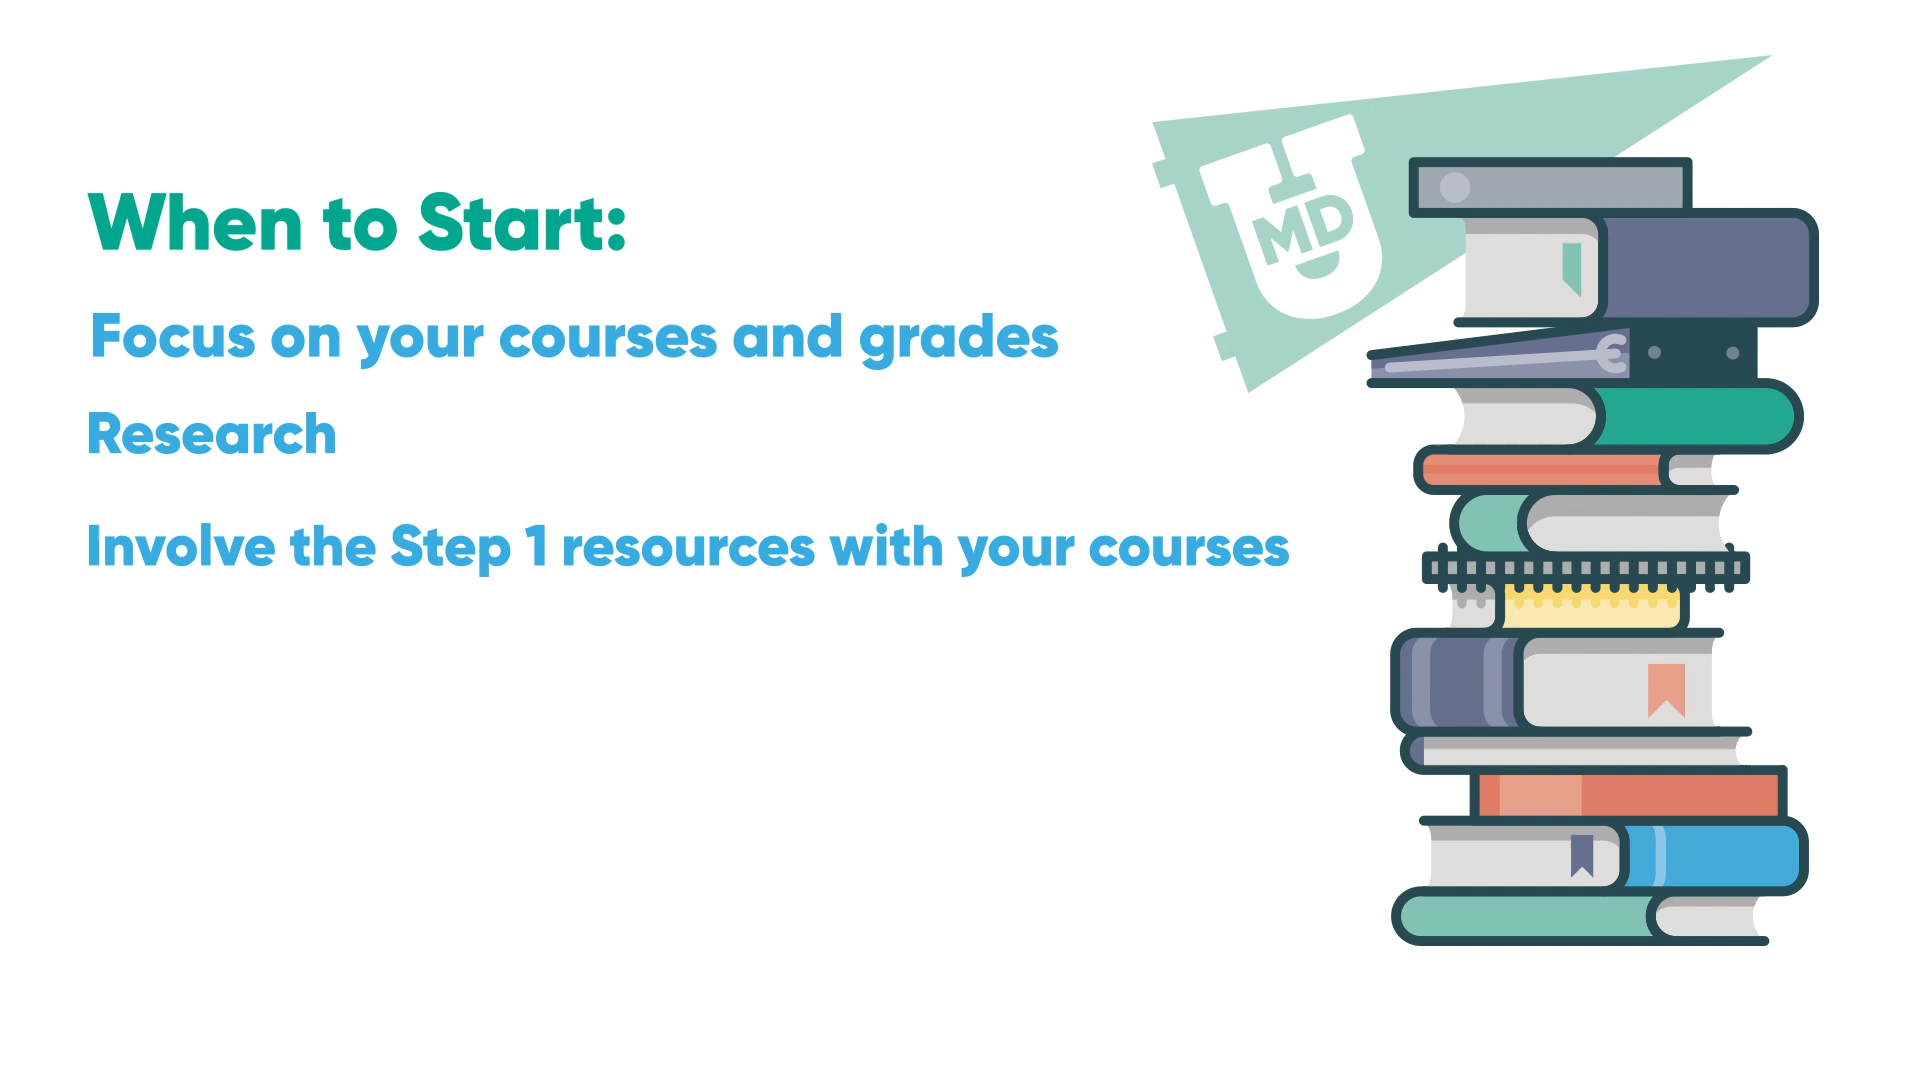 When to Start:
Focus on your courses and grades
Research
Involve the Step 1 resources with your courses
U
MD